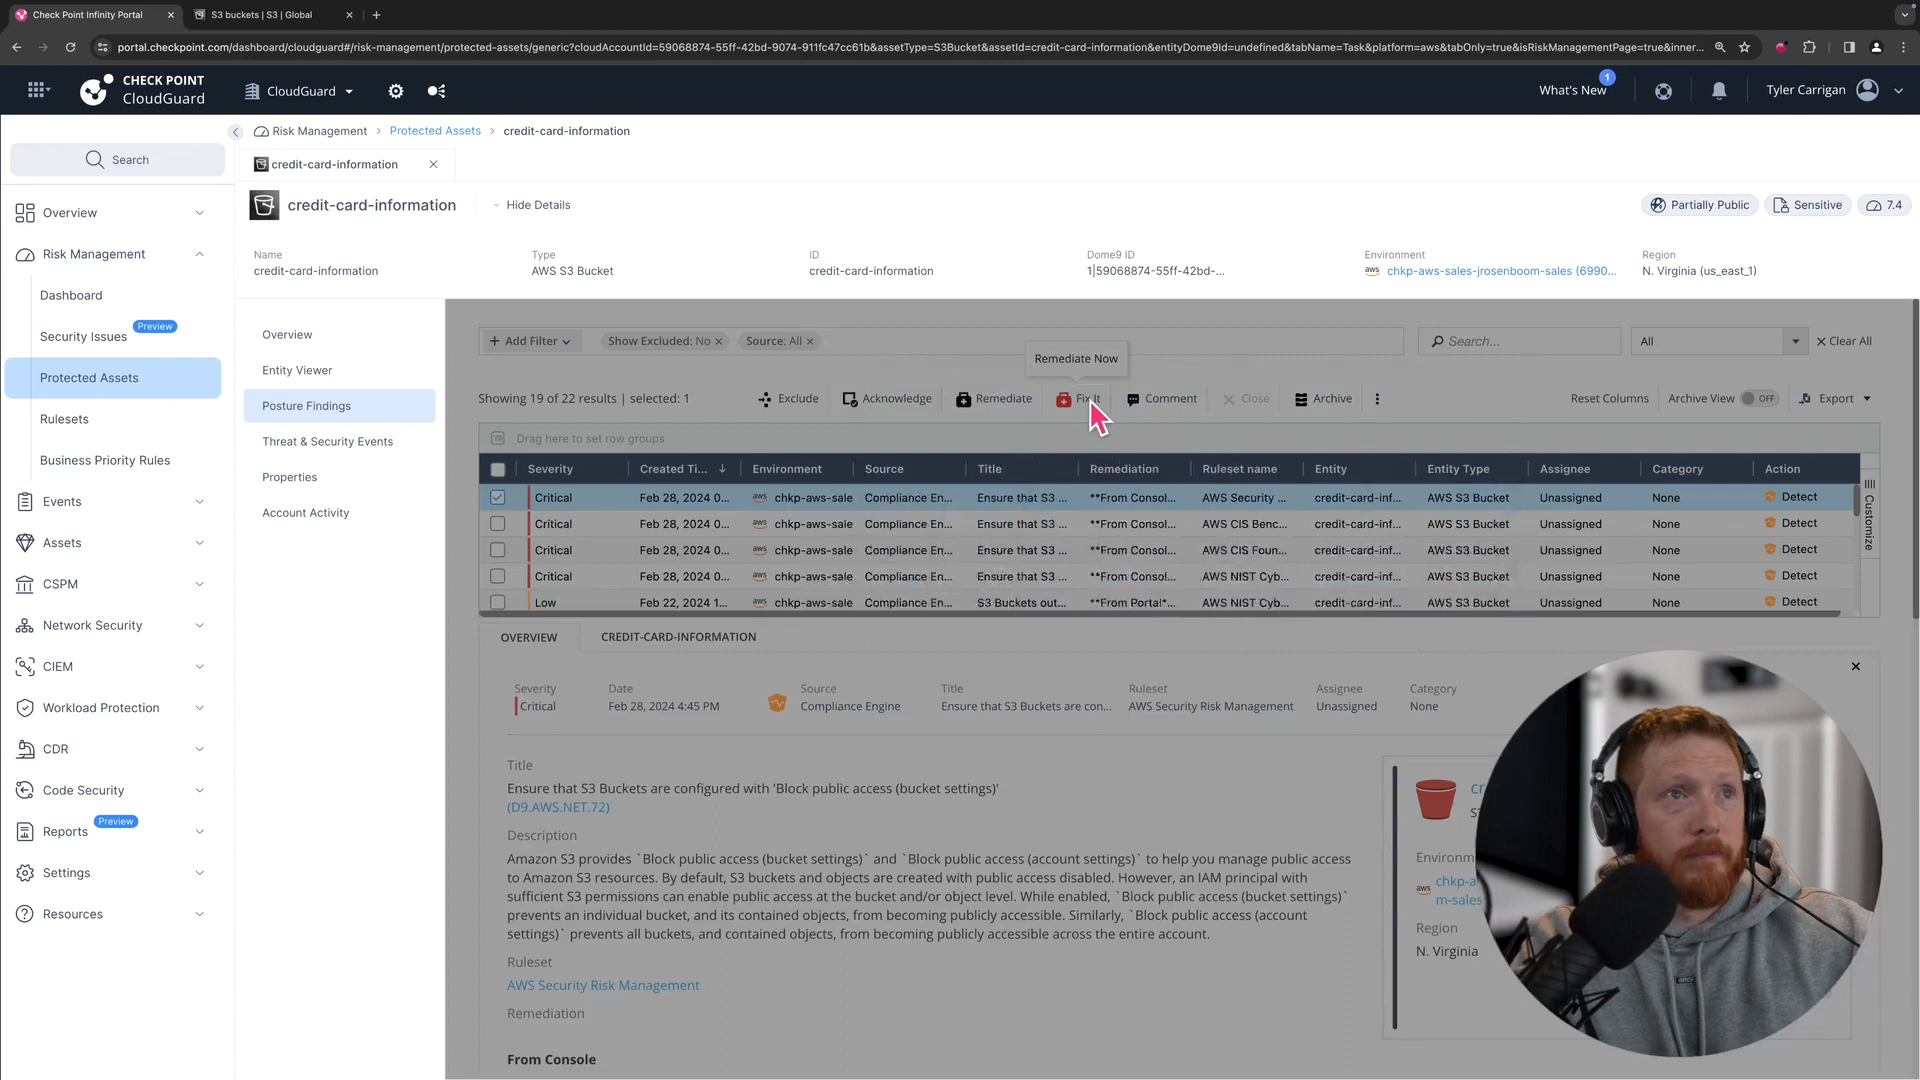 Check Point Infinity Portal
S3 buckets | S3 | Global
portal.checkpoint.com/dashboard/cloudguard#/risk-management/protected-assets/generic?cloudAccountId=59068874-55ff-42bd-9074-911fc47cc61b&assetType=S3Bucket&assetId=credit-card-information&entityDome9Id=undefined&tabName=Task&platform=aws&tabOnly=true&isRiskManagementPage=true&inner...
CHECK POINT
CloudGuard
CloudGuard
What's New
1
Tyler Carrigan
Search
Overview
Risk Management
Dashboard
Security Issues
Preview
Protected Assets
Rulesets
Business Priority Rules
Events
Assets
CSPM
Network Security
CIEM
Workload Protection
CDR
Code Security
Reports
Preview
Settings
Resources
Risk Management > Protected Assets > credit-card-information
credit-card-information
credit-card-information
Hide Details
Partially Public
Sensitive
7.4
Name
credit-card-information
Type
AWS S3 Bucket
ID
credit-card-information
Dome9 ID
1|59068874-55ff-42bd-...
Environment
aws chkp-aws-sales-jrosenboom-sales (6990...
Region
N. Virginia (us_east_1)
Overview
Entity Viewer
Posture Findings
Threat & Security Events
Properties
Account Activity
+ Add Filter
Show Excluded: No
Source: All
Search...
All
Clear All
Remediate Now
Showing 19 of 22 results | selected: 1
Exclude
Acknowledge
Remediate
Fix It
Comment
Close
Archive
Reset Columns
Archive View
OFF
Export
Drag here to set row groups
Severity Created Ti... Environment Source Title Remediation Ruleset name Entity Entity Type Assignee Category Action
Critical Feb 28, 2024 0... aws chkp-aws-sale Compliance En... Ensure that S3 ... **From Consol... AWS Security ... credit-card-inf... AWS S3 Bucket Unassigned None Detect
Critical Feb 28, 2024 0... aws chkp-aws-sale Compliance En... Ensure that S3 ... **From Consol... AWS CIS Benc... credit-card-inf... AWS S3 Bucket Unassigned None Detect
Critical Feb 28, 2024 0... aws chkp-aws-sale Compliance En... Ensure that S3 ... **From Consol... AWS CIS Foun... credit-card-inf... AWS S3 Bucket Unassigned None Detect
Critical Feb 28, 2024 0... aws chkp-aws-sale Compliance En... Ensure that S3 ... **From Consol... AWS NIST Cyb... credit-card-inf... AWS S3 Bucket Unassigned None Detect
Low Feb 22, 2024 1... aws chkp-aws-sale Compliance En... S3 Buckets out... **From Portal*... AWS NIST Cyb... credit-card-inf... AWS S3 Bucket Unassigned None Detect
Customize
OVERVIEW
CREDIT-CARD-INFORMATION
Severity
Critical
Date
Feb 28, 2024 4:45 PM
Source
Compliance Engine
Title
Ensure that S3 Buckets are con...
Ruleset
AWS Security Risk Management
Assignee
Unassigned
Category
None
Title
Ensure that S3 Buckets are configured with 'Block public access (bucket settings)'
(D9.AWS.NET.72)
Description
Amazon S3 provides `Block public access (bucket settings)` and `Block public access (account settings)` to help you manage public access
to Amazon S3 resources. By default, S3 buckets and objects are created with public access disabled. However, an IAM principal with
sufficient S3 permissions can enable public access at the bucket and/or object level. While enabled, `Block public access (bucket settings)`
prevents an individual bucket, and its contained objects, from becoming publicly accessible. Similarly, `Block public access (account
settings)` prevents all buckets, and contained objects, from becoming publicly accessible across the entire account.
Ruleset
AWS Security Risk Management
Remediation
From Console
cr
Environm
aws chkp-a
m-sales
Region
N. Virginia